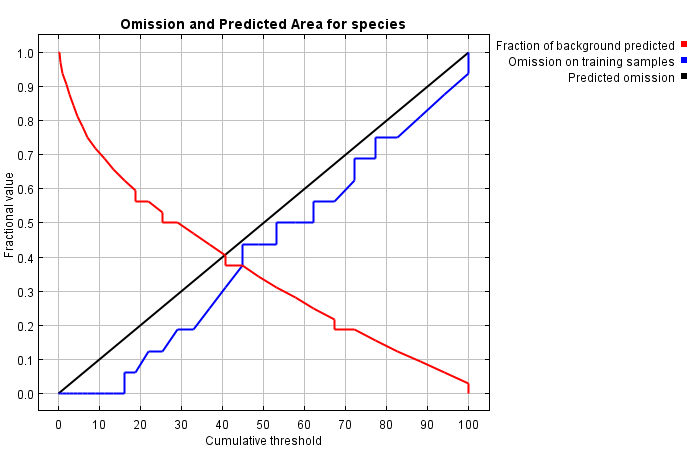 Omission and Predicted Area for species
Fraction of background predicted
Omission on training samples
Predicted omission
Fractional value
1.0
0.9
0.8
0.7
0.6
0.5
0.4
0.3
0.2
0.1
0.0
0 10 20 30 40 50 60 70 80 90 100
Cumulative threshold